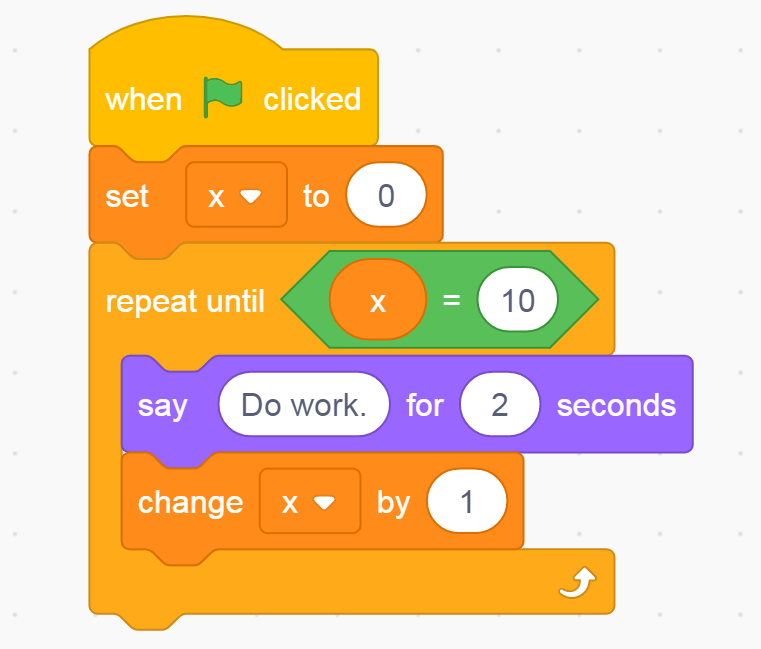 when clicked
set x to 0
repeat until x = 10
say Do work. for 2 seconds
change x by 1